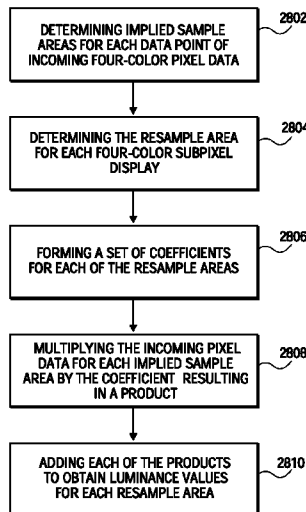 DETERMINING IMPLIED SAMPLE
AREAS FOR EACH DATA POINT OF
INCOMING FOUR-COLOR PIXEL DATA
2802
DETERMINING THE RESAMPLE AREA
FOR EACH FOUR-COLOR SUBPIXEL
DISPLAY
2804
FORMING A SET OF COEFFICIENTS
FOR EACH OF THE RESAMPLE AREAS
2806
MULTIPLYING THE INCOMING PIXEL
DATA FOR EACH IMPLIED SAMPLE
AREA BY THE COEFFICIENT RESULTING
IN A PRODUCT
2808
ADDING EACH OF THE PRODUCTS
TO OBTAIN LUMINANCE VALUES
FOR EACH RESAMPLE AREA
2810